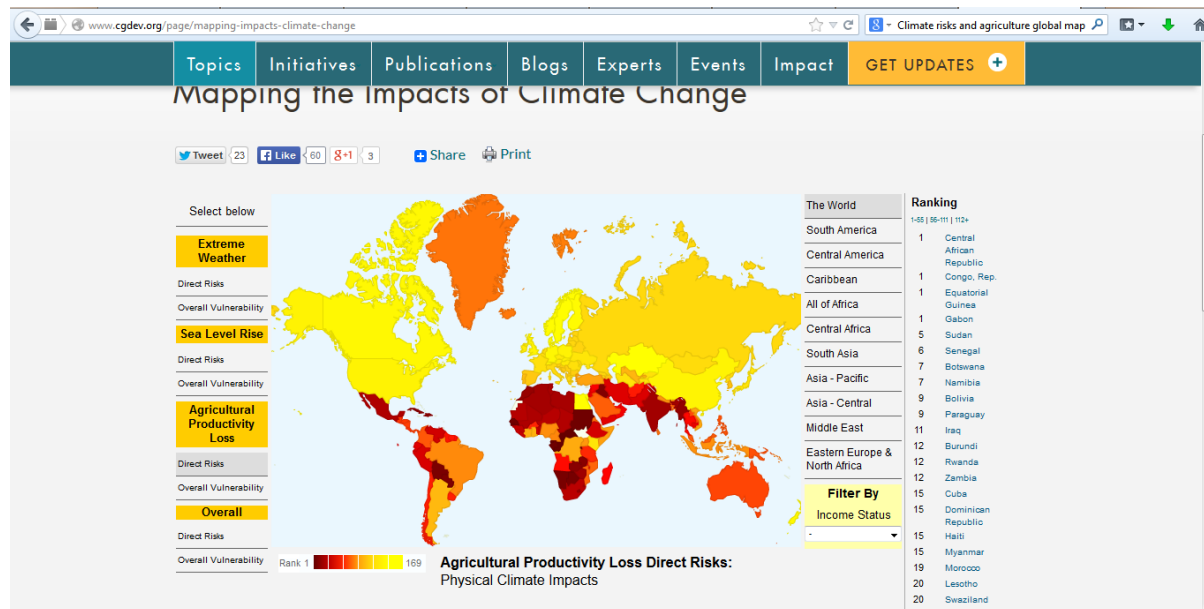 www.cgdev.org/page/mapping-impacts-climate-change
Climate risks and agriculture global map
Topics
Initiatives
Publications
Blogs
Experts
Events
Impact
GET UPDATES
Mapping the Impacts of Climate Change
Tweet 23
Like 60
g+1 3
Share
Print
Select below
Extreme
Weather
Direct Risks
Overall Vulnerability
Sea Level Rise
Direct Risks
Overall Vulnerability
Agricultural
Productivity
Loss
Direct Risks
Overall Vulnerability
Overall
Direct Risks
Overall Vulnerability
Rank 1
169
Agricultural Productivity Loss Direct Risks:
Physical Climate Impacts
The World
South America
Central America
Caribbean
All of Africa
Central Africa
South Asia
Asia - Pacific
Asia - Central
Middle East
Eastern Europe &
North Africa
Filter By
Income Status
-
Ranking
1-55 | 56-111 | 112+
1 Central
African
Republic
1 Congo, Rep.
1 Equatorial
Guinea
1 Gabon
5 Sudan
6 Senegal
7 Botswana
7 Namibia
9 Bolivia
9 Paraguay
11 Iraq
12 Burundi
12 Rwanda
12 Zambia
15 Cuba
15 Dominican
Republic
15 Haiti
15 Myanmar
19 Morocco
20 Lesotho
20 Swaziland